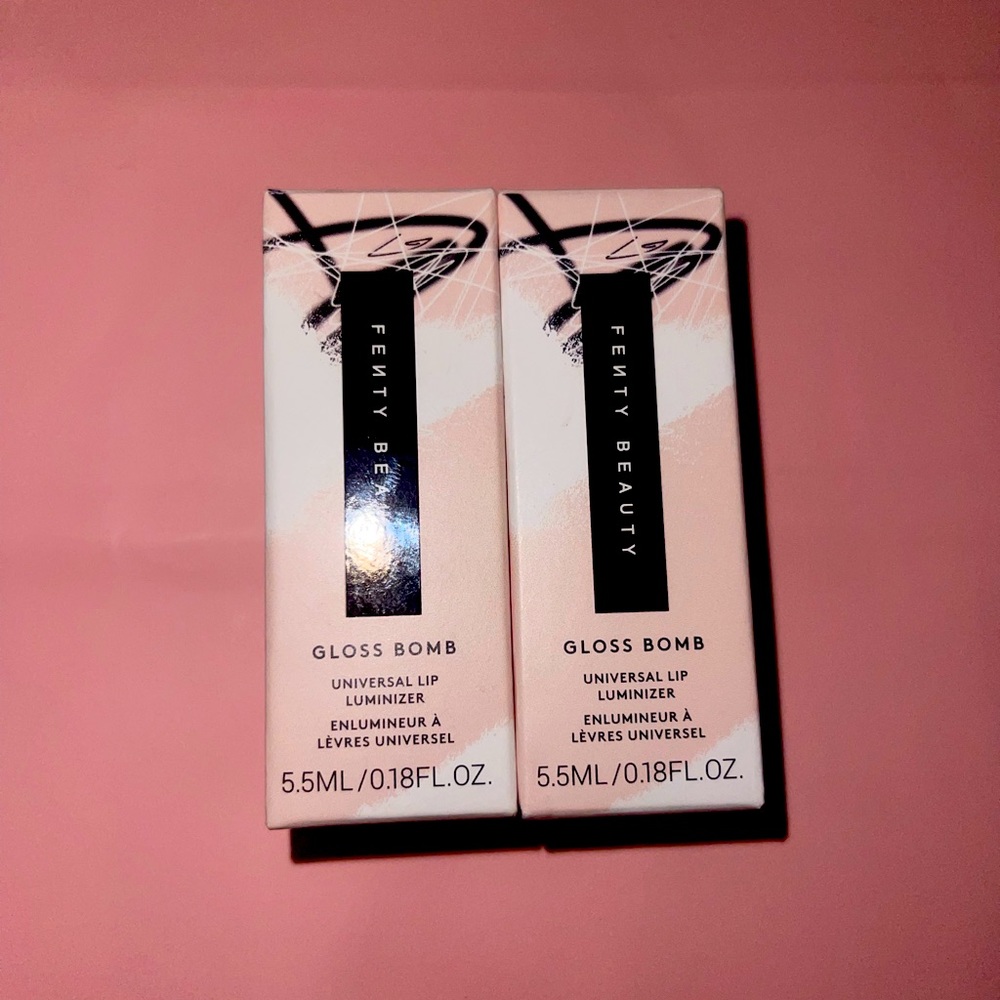 FENTY BEA
GLOSS BOMB
UNIVERSAL LIP
LUMINIZER
ENLUMINEUR À
LÈVRES UNIVERSEL
5.5ML/0.18FL.OZ.
FENTY BEAUTY
GLOSS BOMB
UNIVERSAL LIP
LUMINIZER
ENLUMINEUR À
LÈVRES UNIVERSEL
5.5ML/0.18FL.OZ.